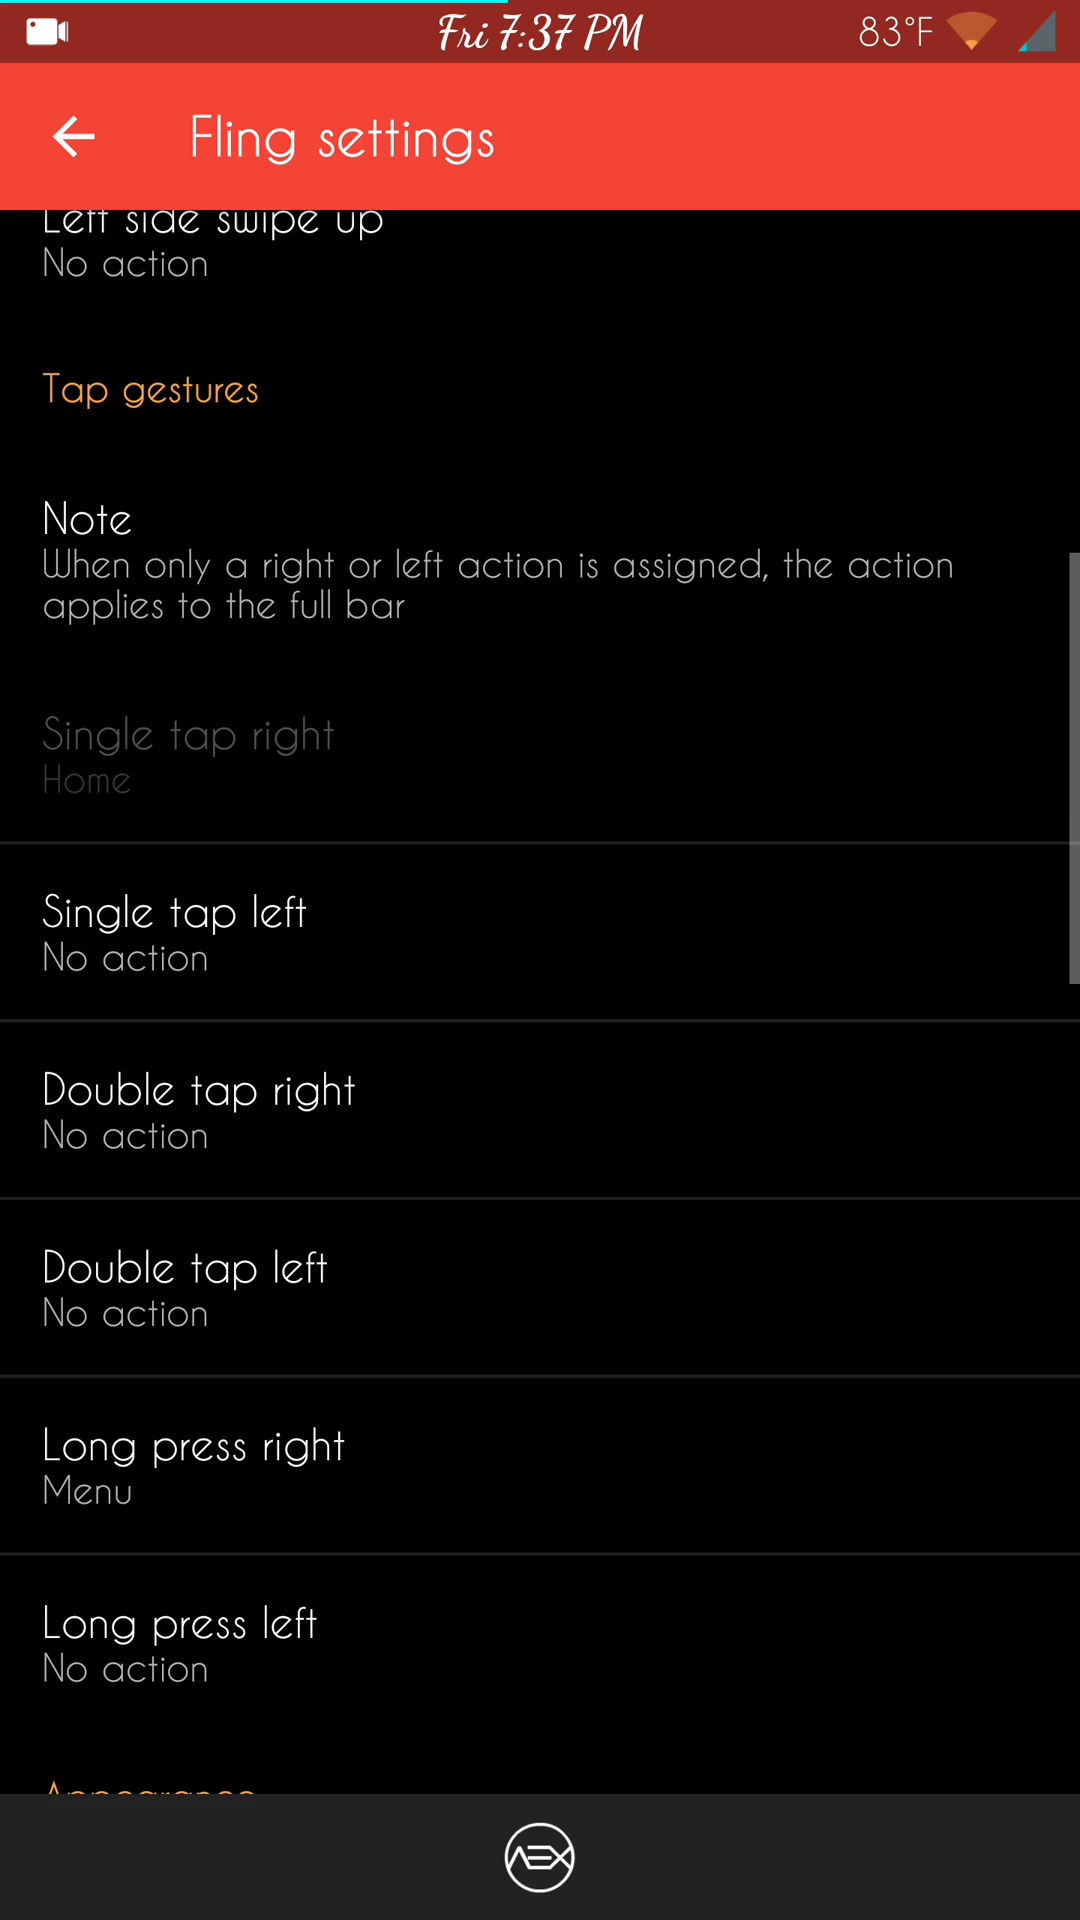 Fri 7:37 PM
83°F
Fling settings
Left side swipe up
No action
Tap gestures
Note
When only a right or left action is assigned, the action
applies to the full bar
Single tap right
Home
Single tap left
No action
Double tap right
No action
Double tap left
No action
Long press right
Menu
Long press left
No action
Appearance
AEX